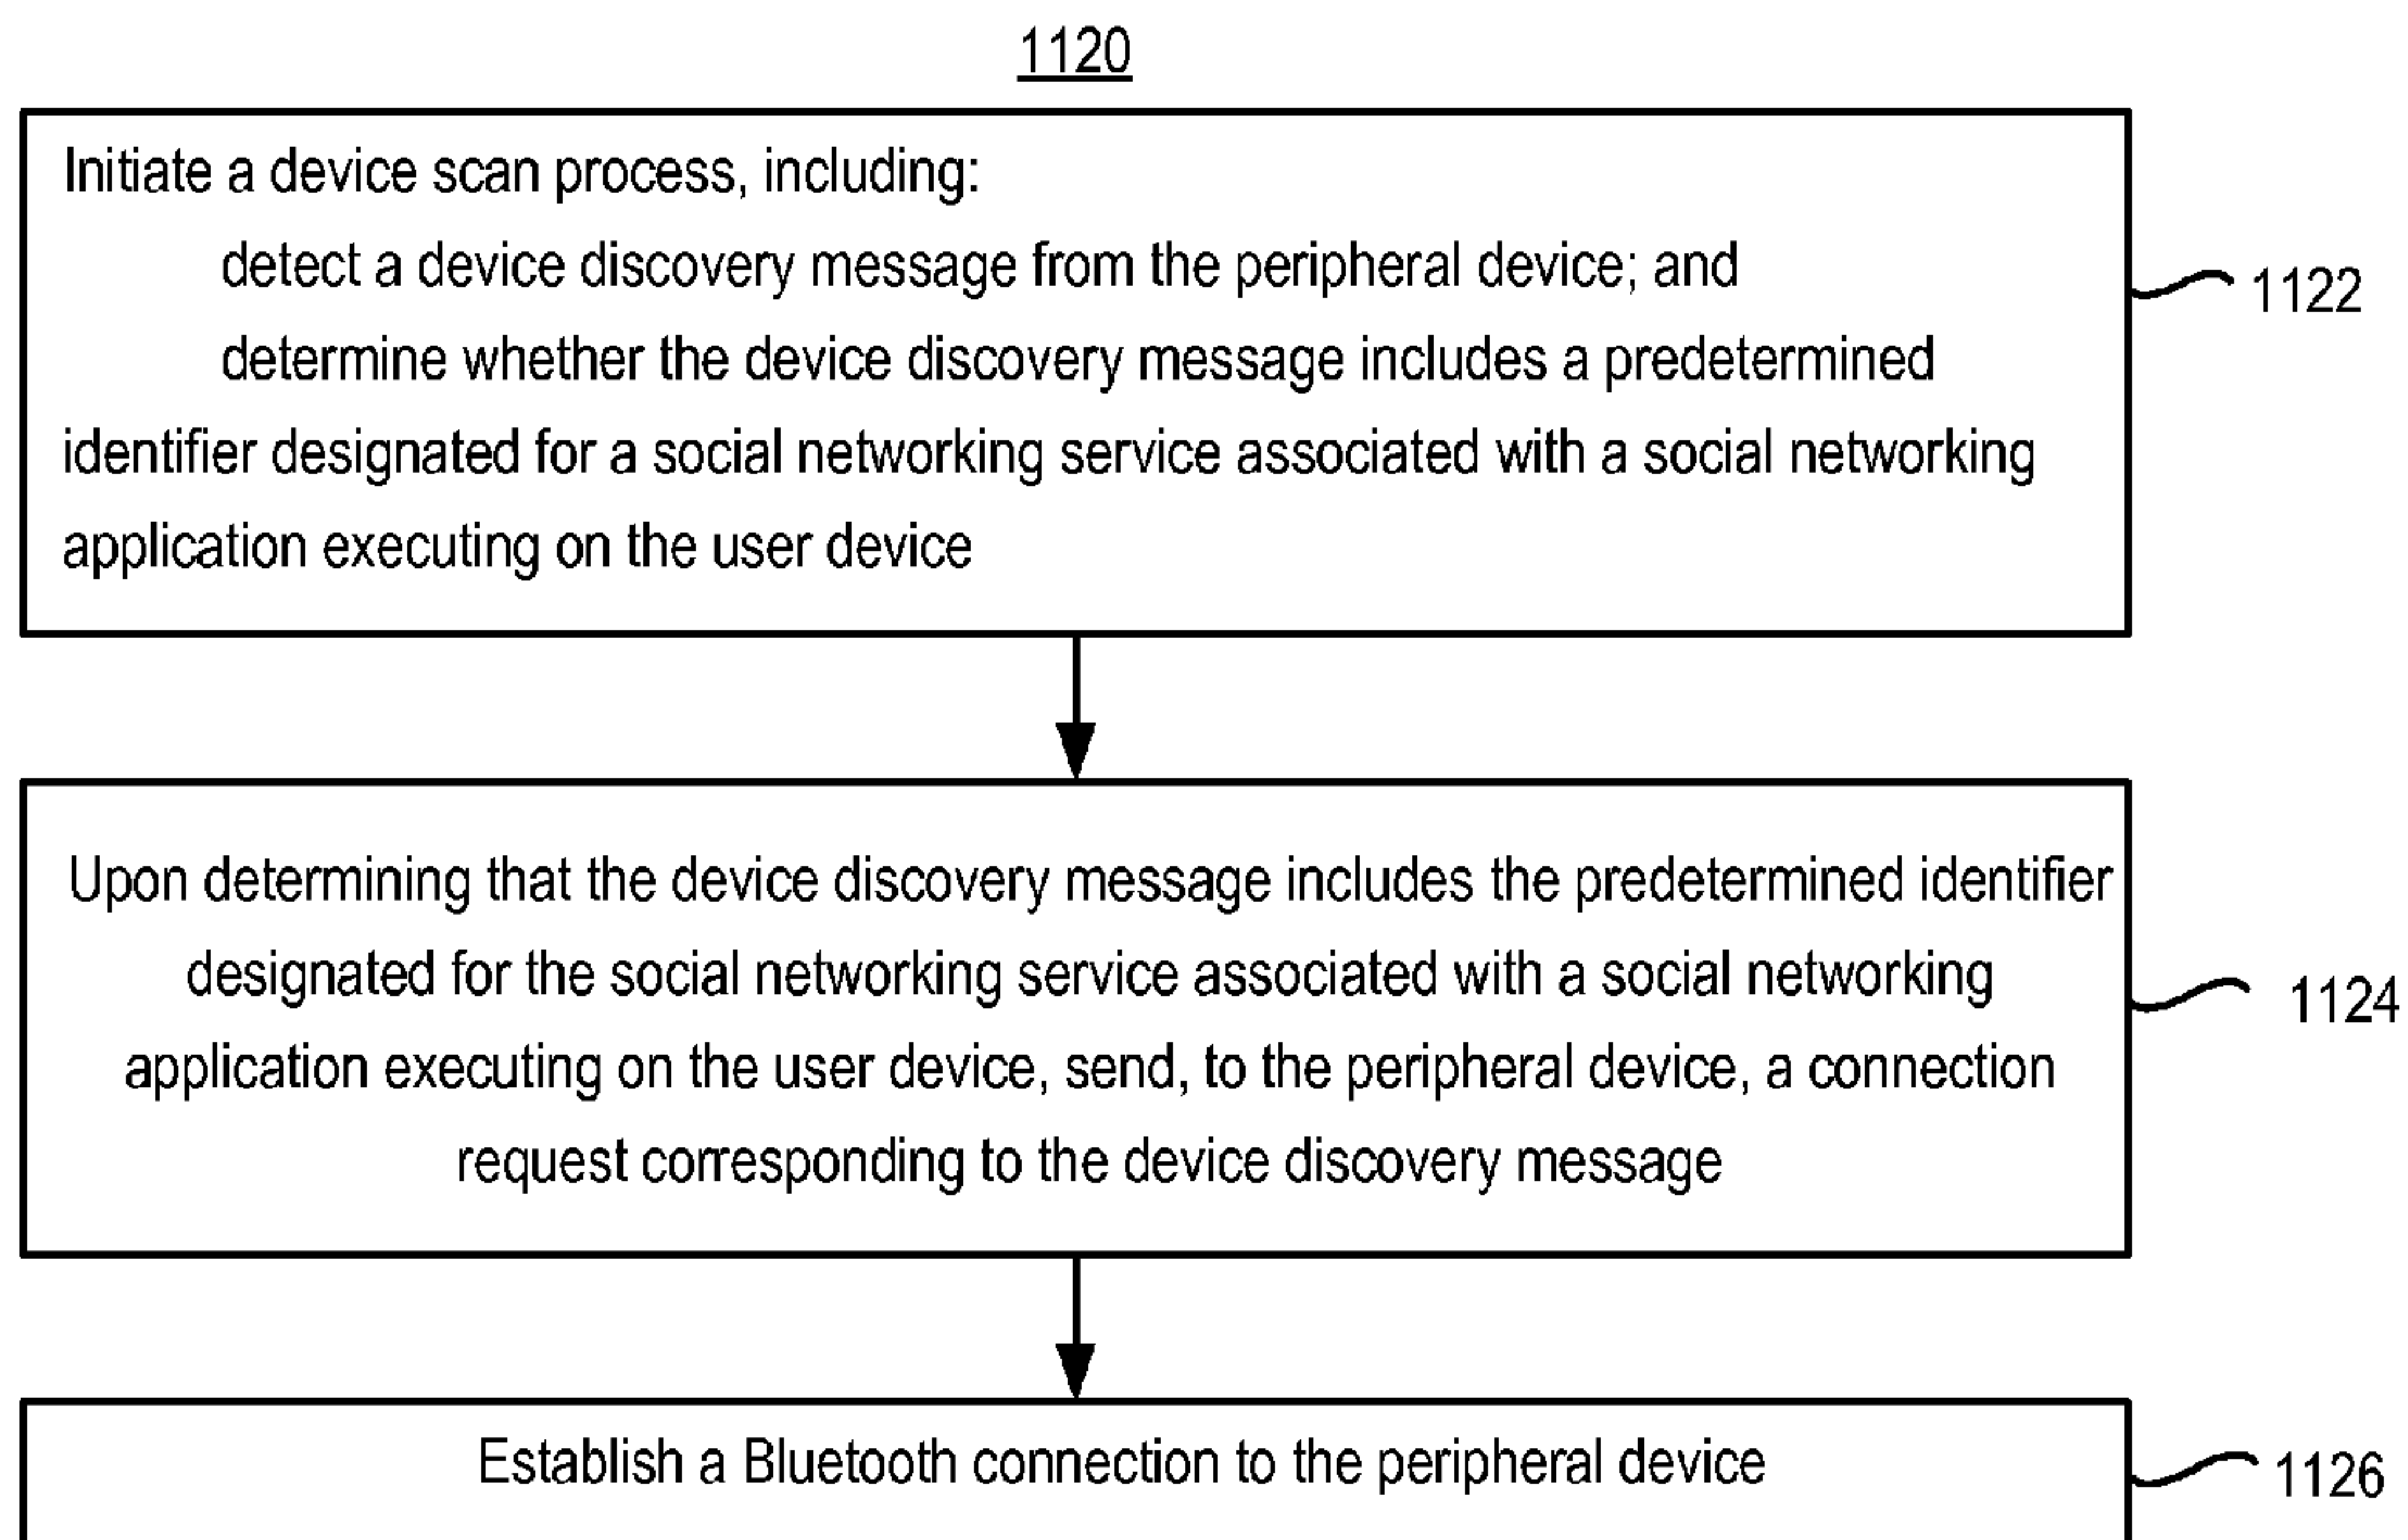 1120
Initiate a device scan process, including:
detect a device discovery message from the peripheral device; and
determine whether the device discovery message includes a predetermined
identifier designated for a social networking service associated with a social networking
application executing on the user device
1122
Upon determining that the device discovery message includes the predetermined identifier
designated for the social networking service associated with a social networking
application executing on the user device, send, to the peripheral device, a connection
request corresponding to the device discovery message
1124
Establish a Bluetooth connection to the peripheral device
1126